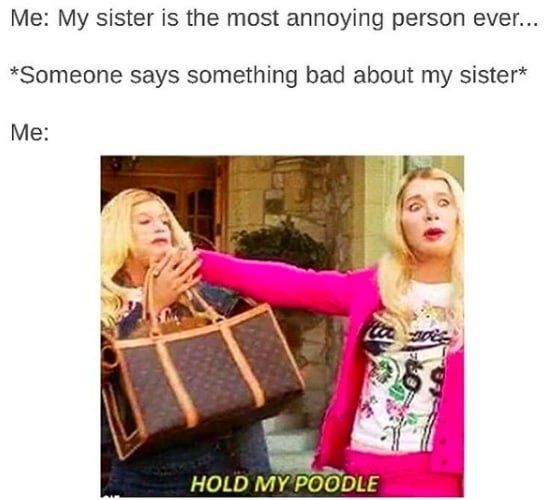 Me: My sister is the most annoying person ever...
*Someone says something bad about my sister*
Me:
HOLD MY POODLE